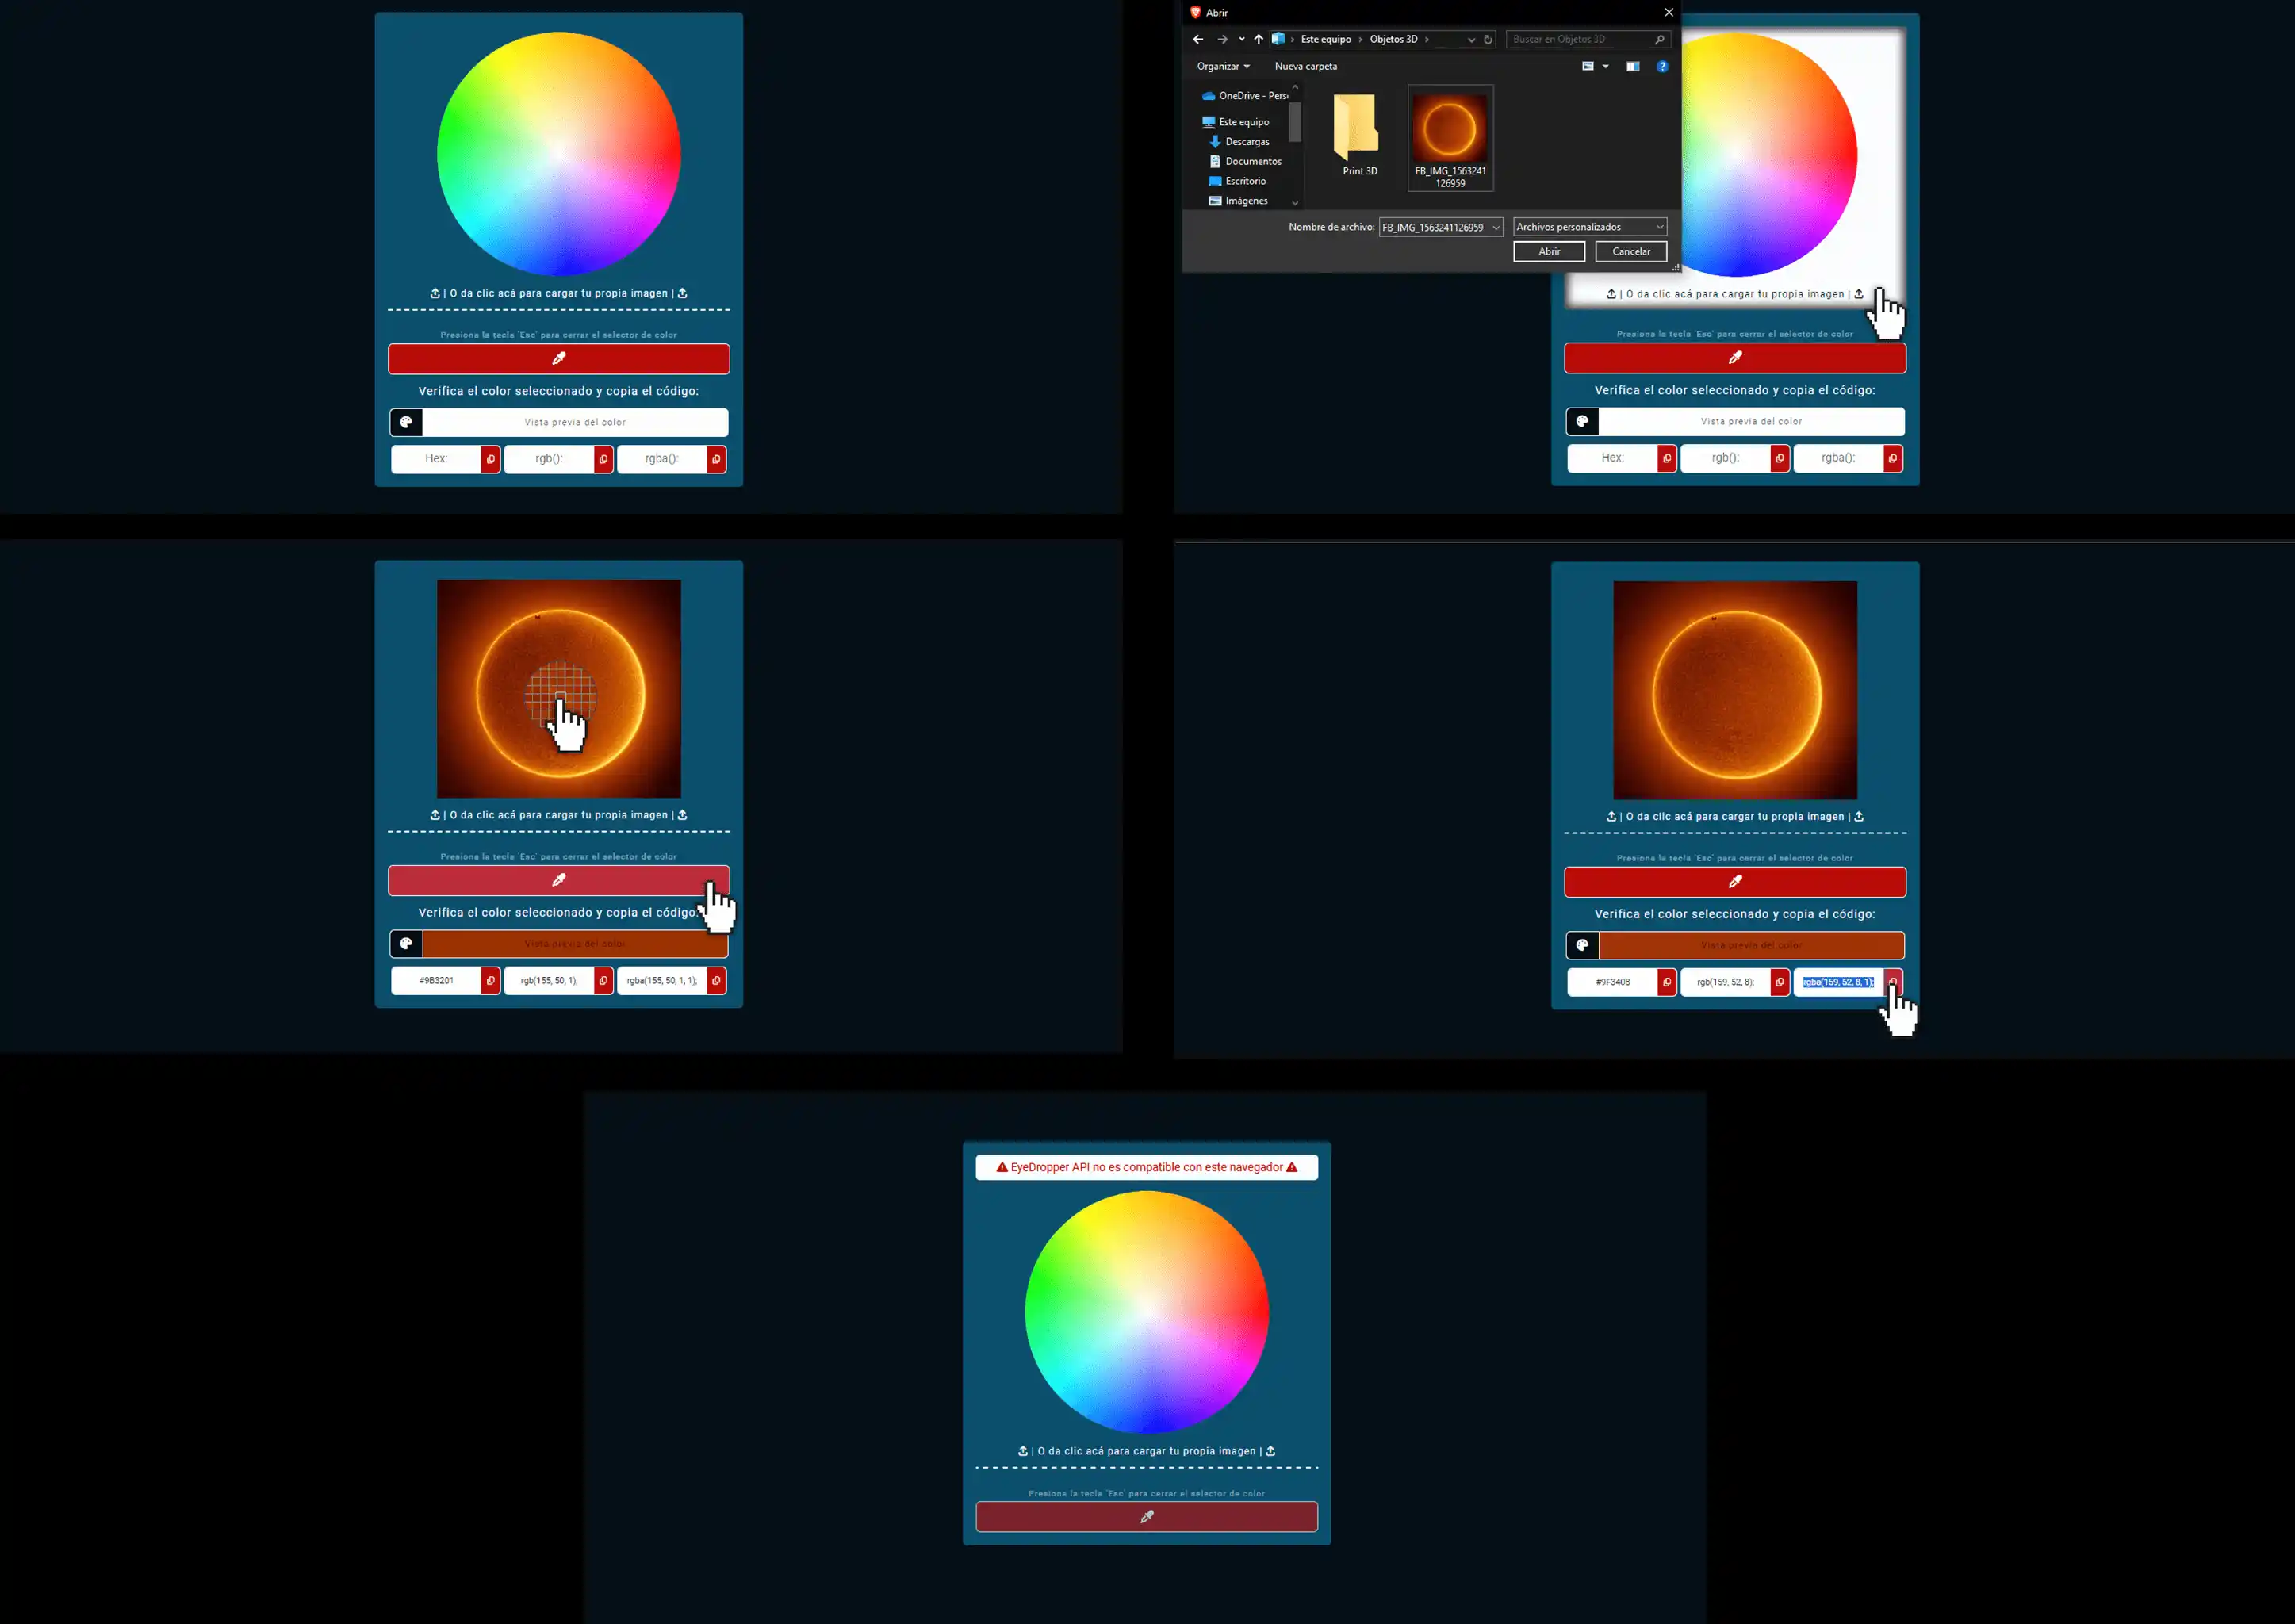 O da clic acá para cargar tu propia imagen
Presiona la tecla 'Esc' para cerrar el selector de color
Verifica el color seleccionado y copia el código:
Vista previa del color
Hex: rgb(): rgba():
Abrir
Este equipo > Objetos 3D >
Buscar en Objetos 3D
Organizar
Nueva carpeta
OneDrive - Pers
Este equipo
Descargas
Documentos
Escritorio
Imágenes
Print 3D
FB_IMG_1563241
126959
Nombre de archivo: FB_IMG_1563241126959
Archivos personalizados
Abrir
Cancelar
| O da clic acá para cargar tu propia imagen |
Presiona la tecla 'Esc' para cerrar el selector de color
Verifica el color seleccionado y copia el código:
Vista previa del color
Hex: rgb(): rgba():
| O da clic acá para cargar tu propia imagen |
Presiona la tecla 'Esc' para cerrar el selector de color
Verifica el color seleccionado y copia el código:
Vista previa del color
#9B3201 rgb(155, 50, 1); rgba(155, 50, 1, 1);
| O da clic acá para cargar tu propia imagen |
Presiona la tecla 'Esc' para cerrar el selector de color
Verifica el color seleccionado y copia el código:
Vista previa del color
#9F3408 rgb(159, 52, 8); rgba(159, 52, 8, 1);
EyeDropper API no es compatible con este navegador
| O da clic acá para cargar tu propia imagen |
Presiona la tecla 'Esc' para cerrar el selector de color